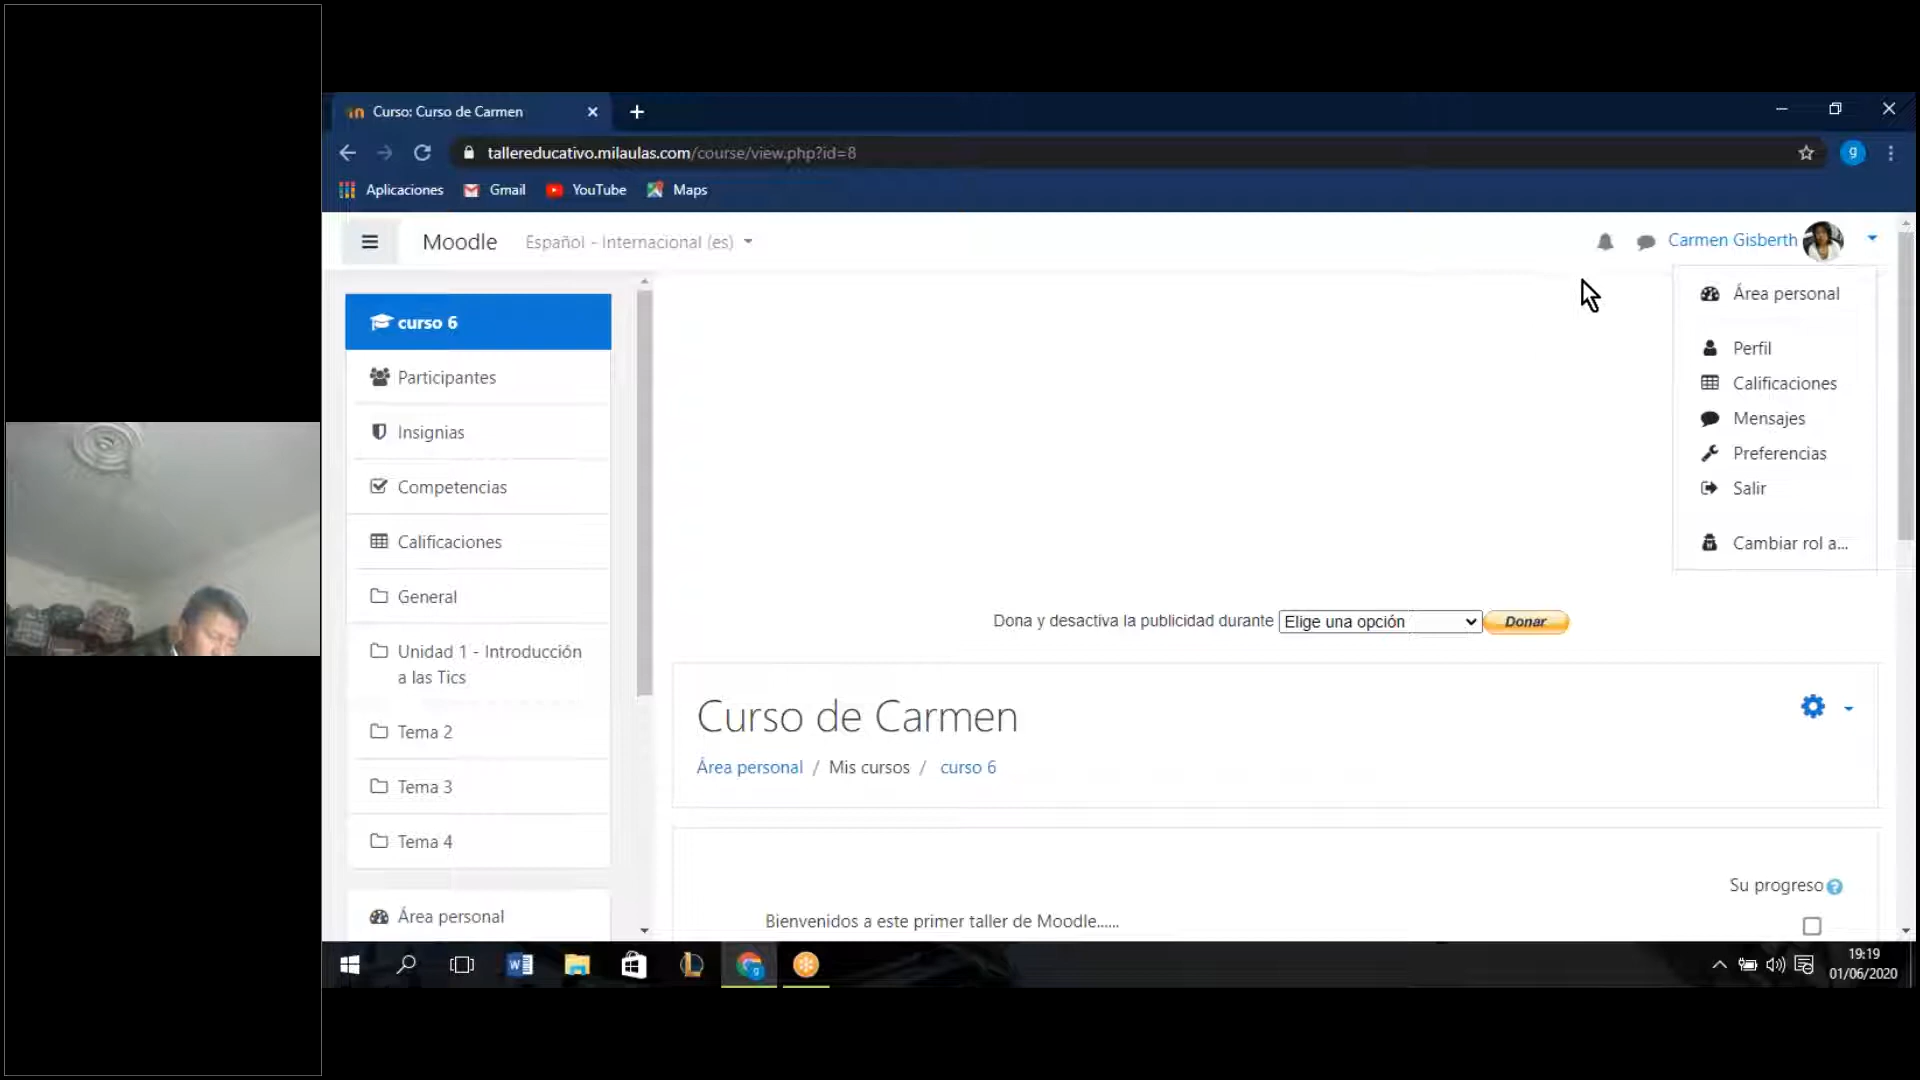 Curso: Curso de Carmen
tallereducativo.milaulas.com/course/view.php?id=8
g
Aplicaciones Gmail YouTube Maps
Moodle Español - Internacional (es) Carmen Gisberth
Área personal
Perfil
Calificaciones
Mensajes
Preferencias
Salir
Cambiar rol a...
curso 6
Participantes
Insignias
Competencias
Calificaciones
General
Unidad 1 - Introducción
a las Tics
Tema 2
Tema 3
Tema 4
Área personal
Dona y desactiva la publicidad durante Elige una opción Donar
Curso de Carmen
Área personal / Mis cursos / curso 6
Su progreso
Bienvenidos a este primer taller de Moodle......
19:19
01/06/2020